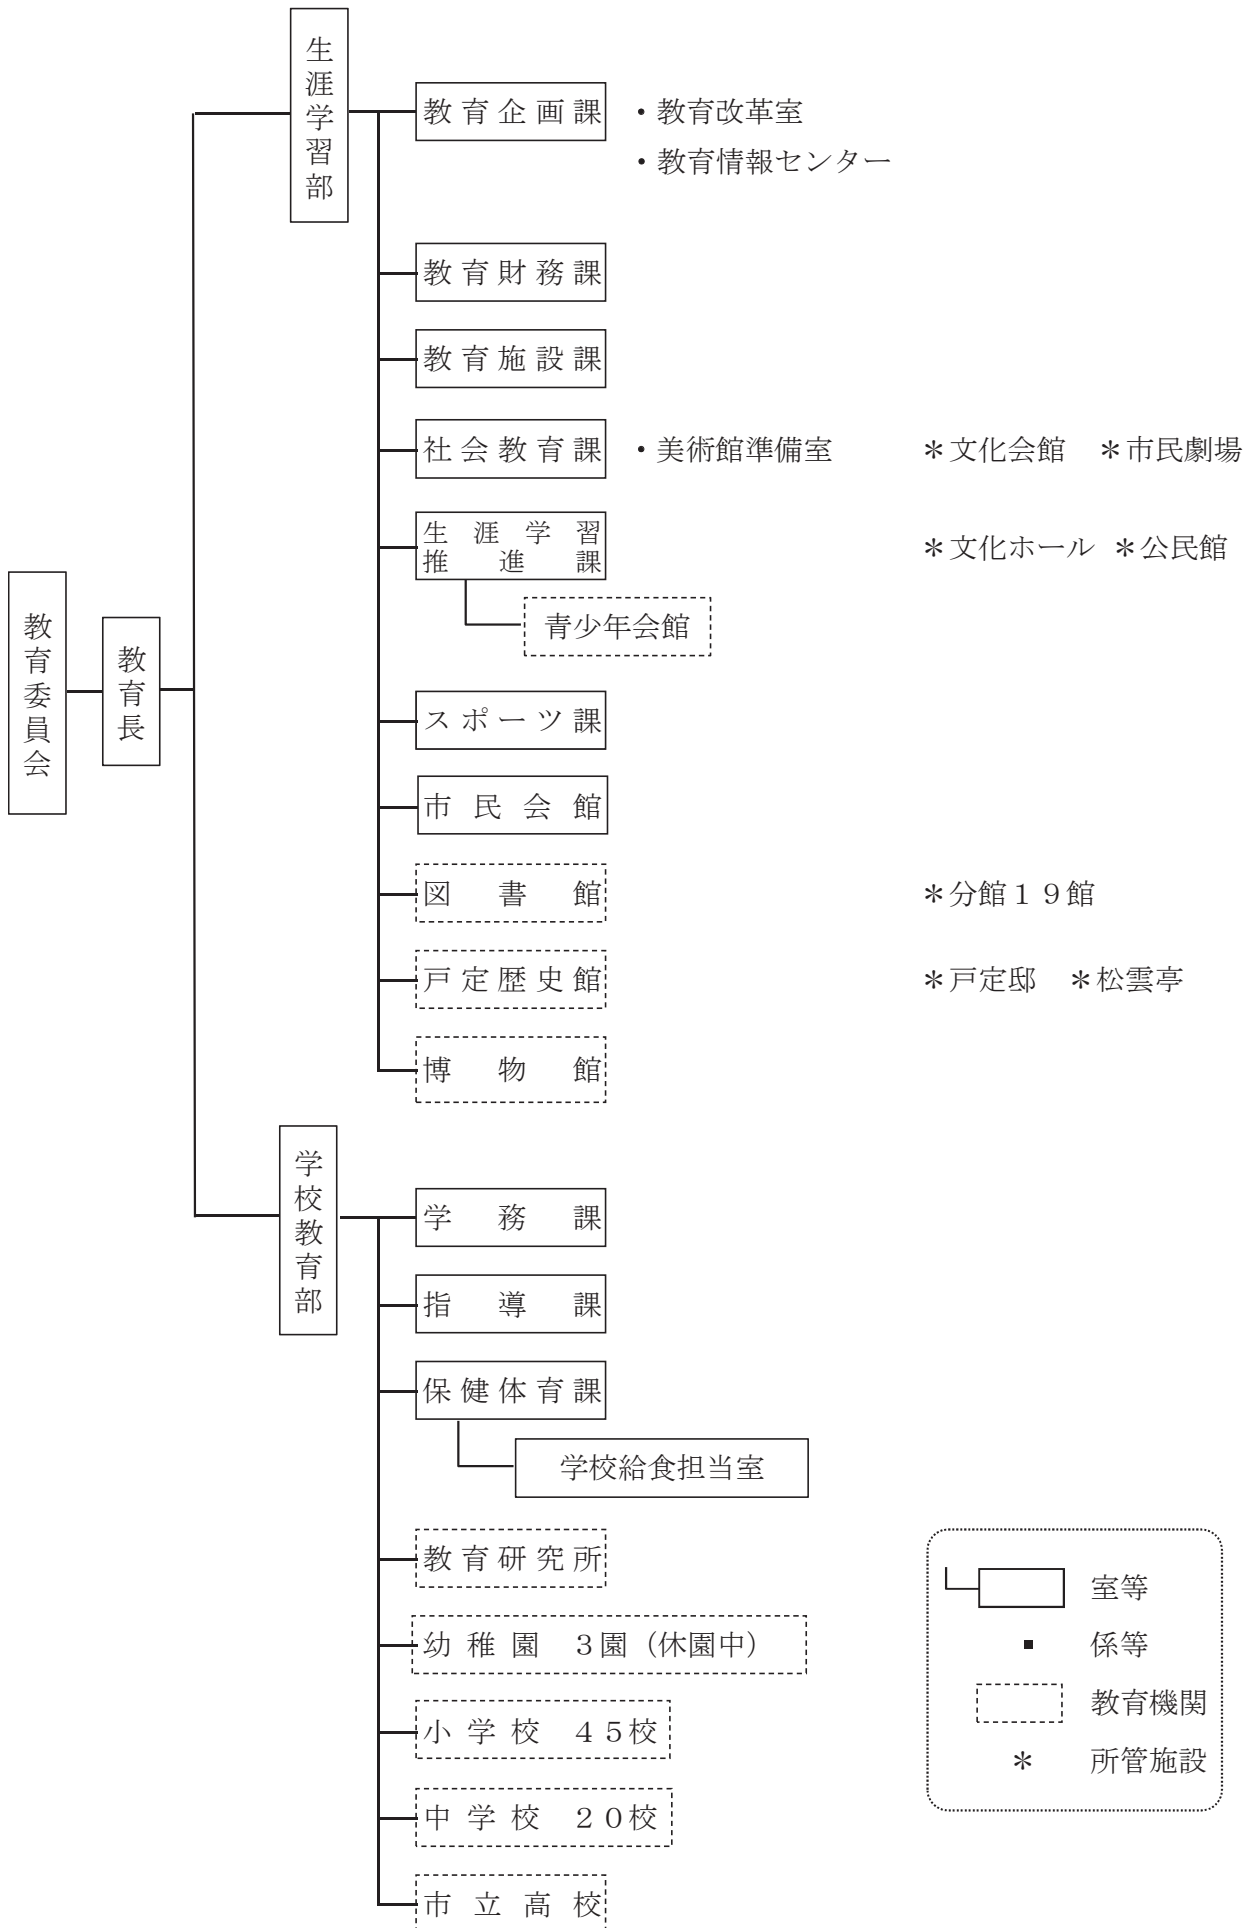 教育委員会
教育長
生涯学習部
教育企画課 ・教育改革室
・教育情報センター
教育財務課
教育施設課
社会教育課 ・美術館準備室 ＊文化会館 ＊市民劇場
生涯学習
推進課 ＊文化ホール ＊公民館
青少年会館
スポーツ課
市民会館
図書館 ＊分館１９館
戸定歴史館 ＊戸定邸 ＊松雲亭
博物館
学校教育部
学務課
指導課
保健体育課
学校給食担当室
教育研究所
幼稚園 ３園（休園中）
小学校 ４５校
中学校 ２０校
市立高校
室等
▪ 係等
教育機関
＊ 所管施設